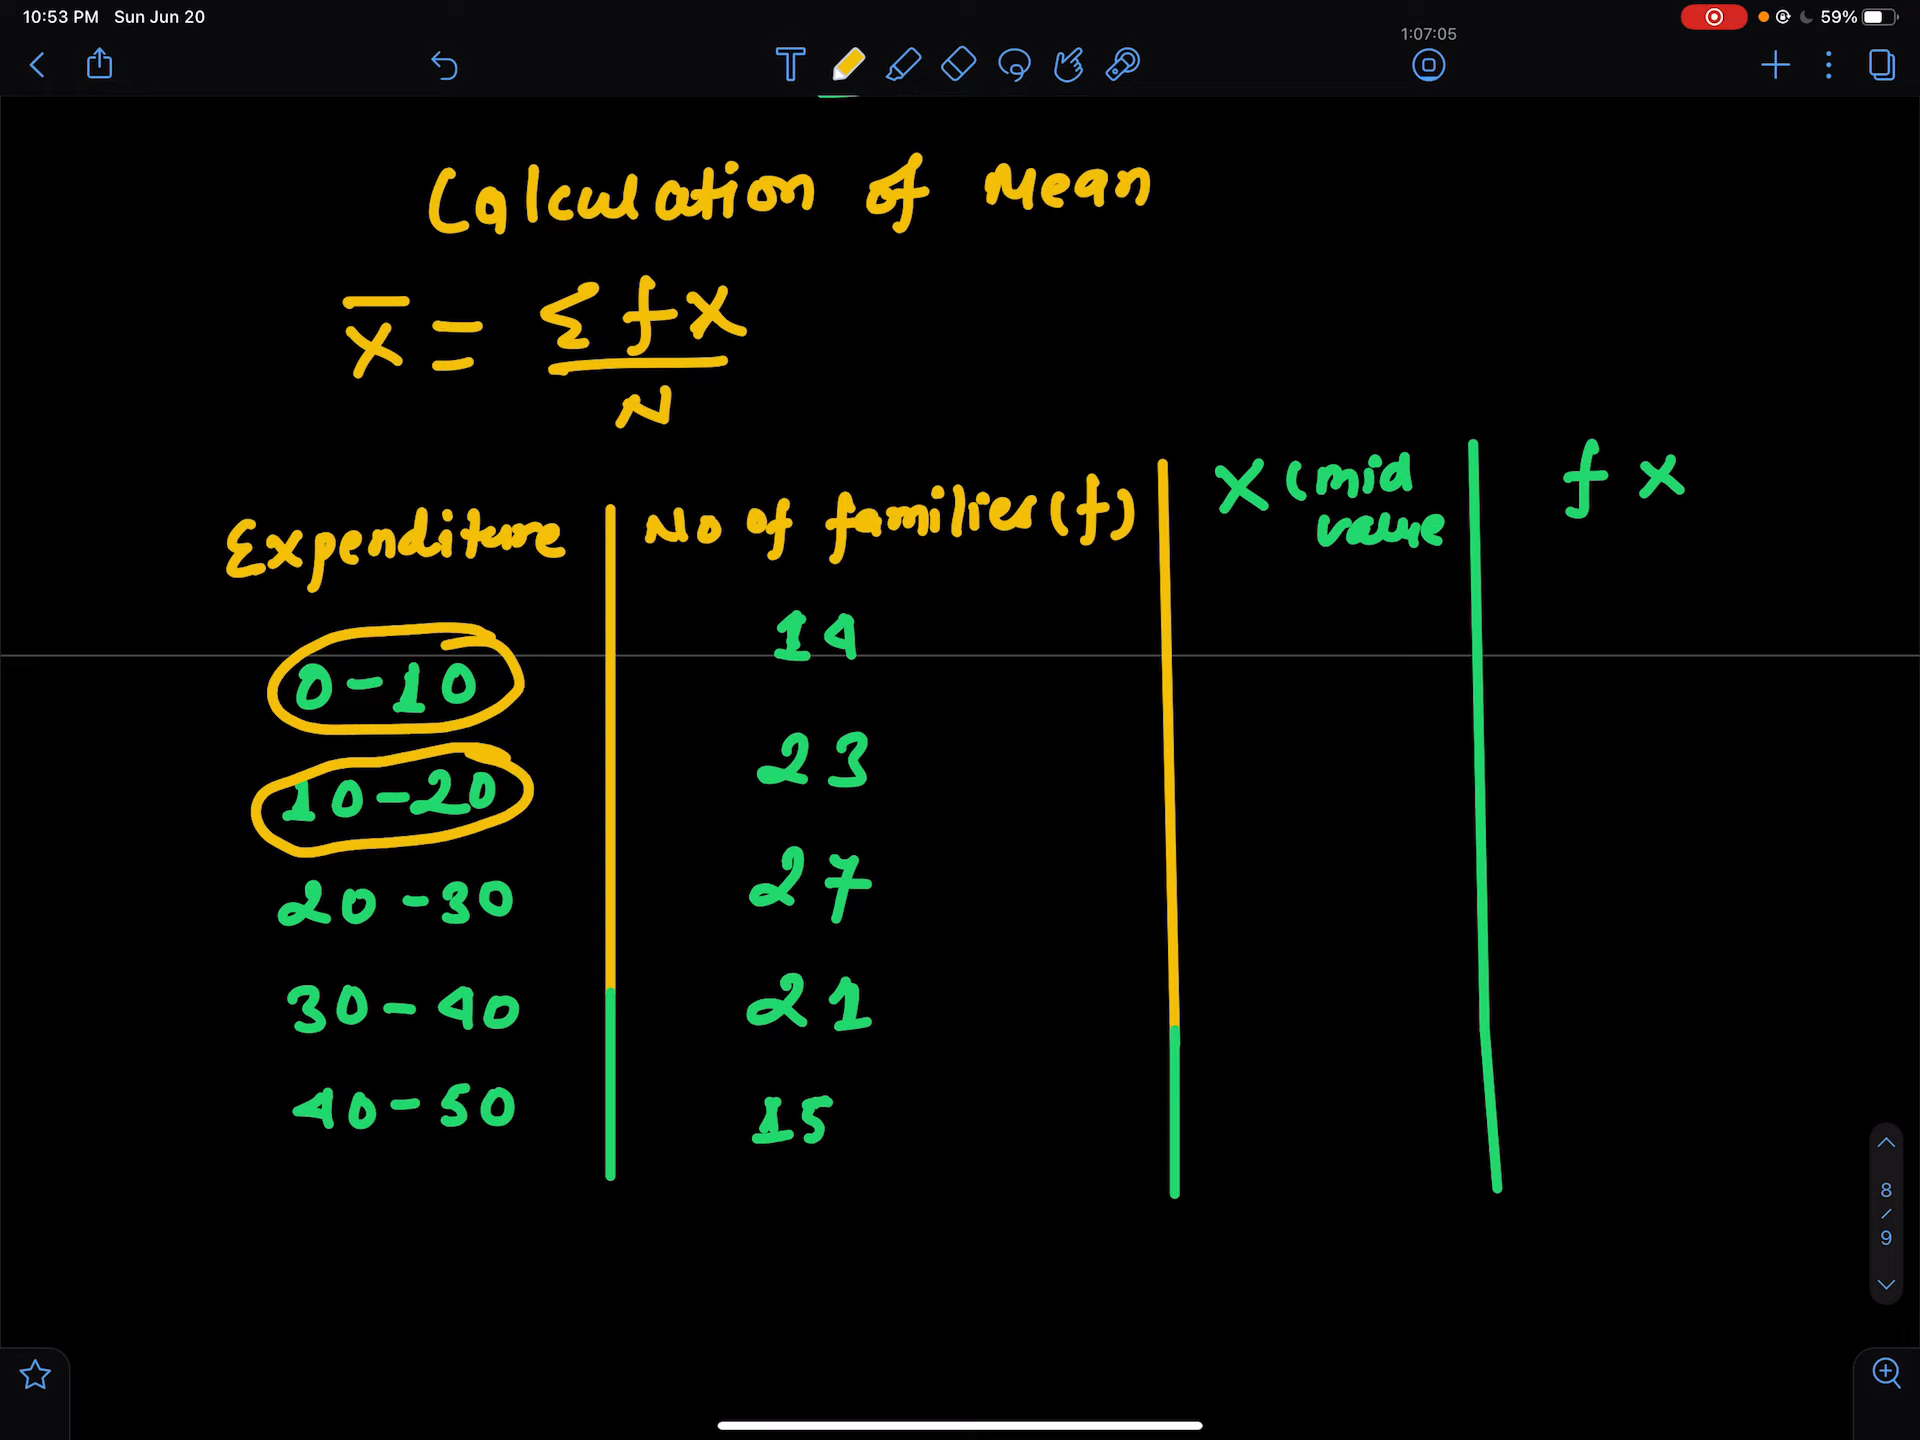 10:53 PM Sun Jun 20
59%
1:07:05
T
Calculation of Mean
x̄ = Σfx
N
Expenditure No of families (f) X (mid value f x
0-10 14
10-20 23
20-30 27
30-40 21
40-50 15
8
/
9